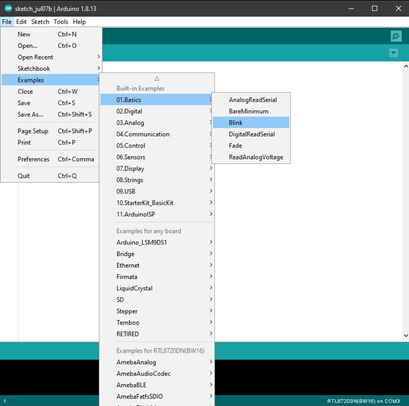 sketch_jul07b | Arduino 1.8.13
File Edit Sketch Tools Help
New Ctrl+N
Open... Ctrl+O
Open Recent
Sketchbook
Examples
Close Ctrl+W
Save Ctrl+S
Save As... Ctrl+Shift+S
Page Setup Ctrl+Shift+P
Print Ctrl+P
Preferences Ctrl+Comma
Quit Ctrl+Q
Built-in Examples
01.Basics
02.Digital
03.Analog
04.Communication
05.Control
06.Sensors
07.Display
08.Strings
09.USB
10.StarterKit_BasicKit
11.ArduinoISP
Examples for any board
Arduino_LSM9DS1
Bridge
Ethernet
Firmata
LiquidCrystal
SD
Stepper
Temboo
RETIRED
Examples for RTL8720DN(BW16)
AmebaAnalog
AmebaAudioCodec
AmebaBLE
AmebaFatfsSDIO
AnalogReadSerial
BareMinimum
Blink
DigitalReadSerial
Fade
ReadAnalogVoltage
1 RTL8720DN(BW16) on COM3